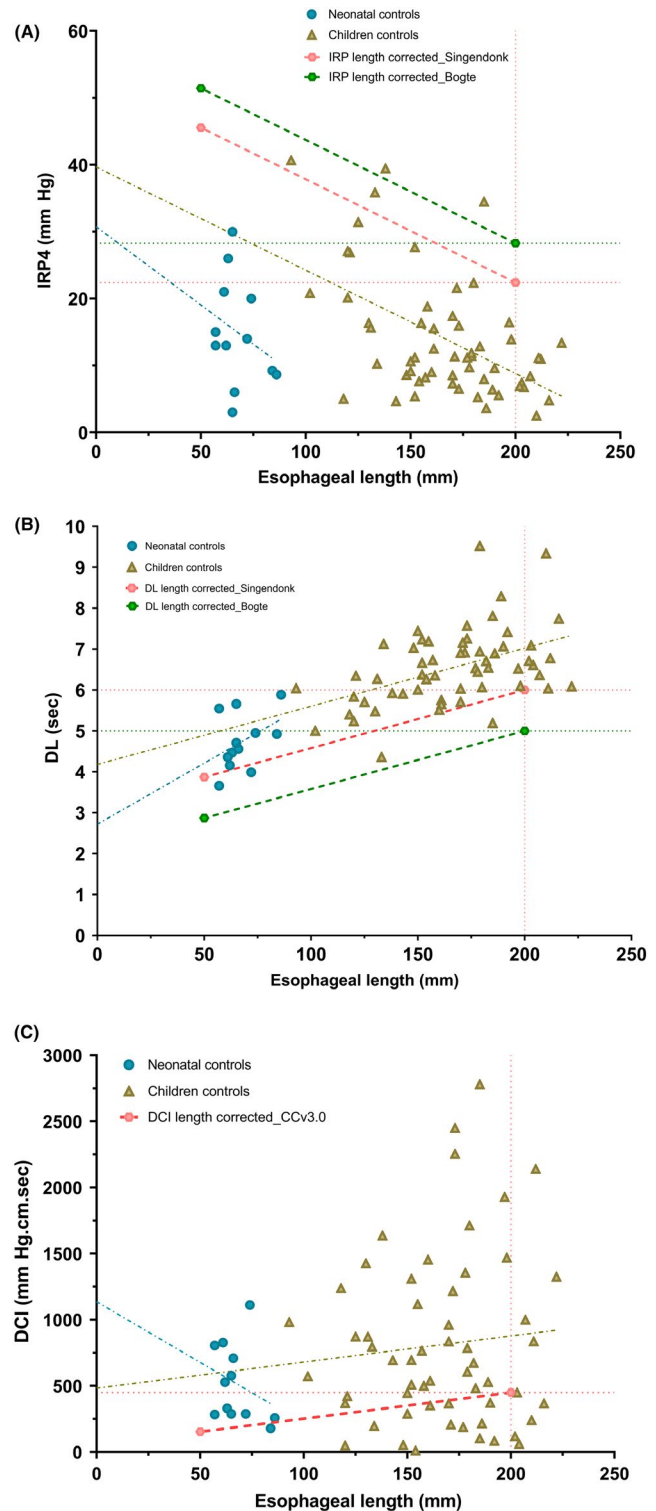 (A)
Neonatal controls
Children controls
IRP length corrected_Singendonk
IRP length corrected_Bogte
60
40
20
0
IRP4 (mm Hg)
0 50 100 150 200 250
Esophageal length (mm)
(B)
Neonatal controls
Children controls
DL length corrected_Singendonk
DL length corrected_Bogte
10
9
8
7
6
5
4
3
2
1
0
DL (sec)
0 50 100 150 200 250
Esophageal length (mm)
(C)
Neonatal controls
Children controls
DCI length corrected_CCv3.0
3000
2500
2000
1500
1000
500
0
DCI (mm Hg.cm.sec)
0 50 100 150 200 250
Esophageal length (mm)